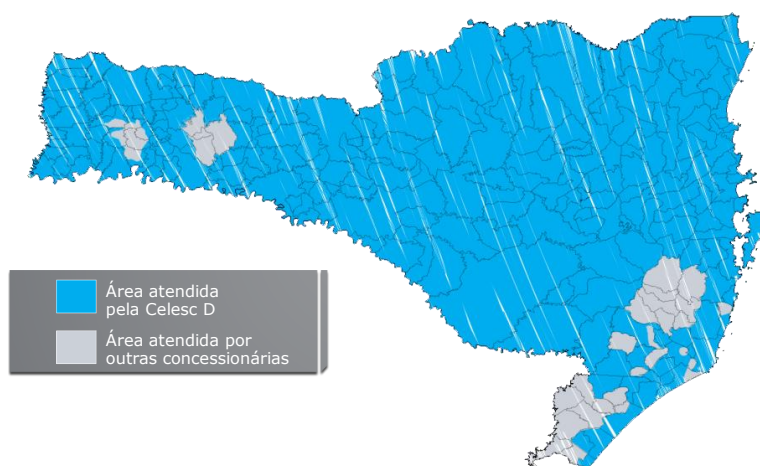 Área atendida
pela Celesc D
Área atendida por
outras concessionárias